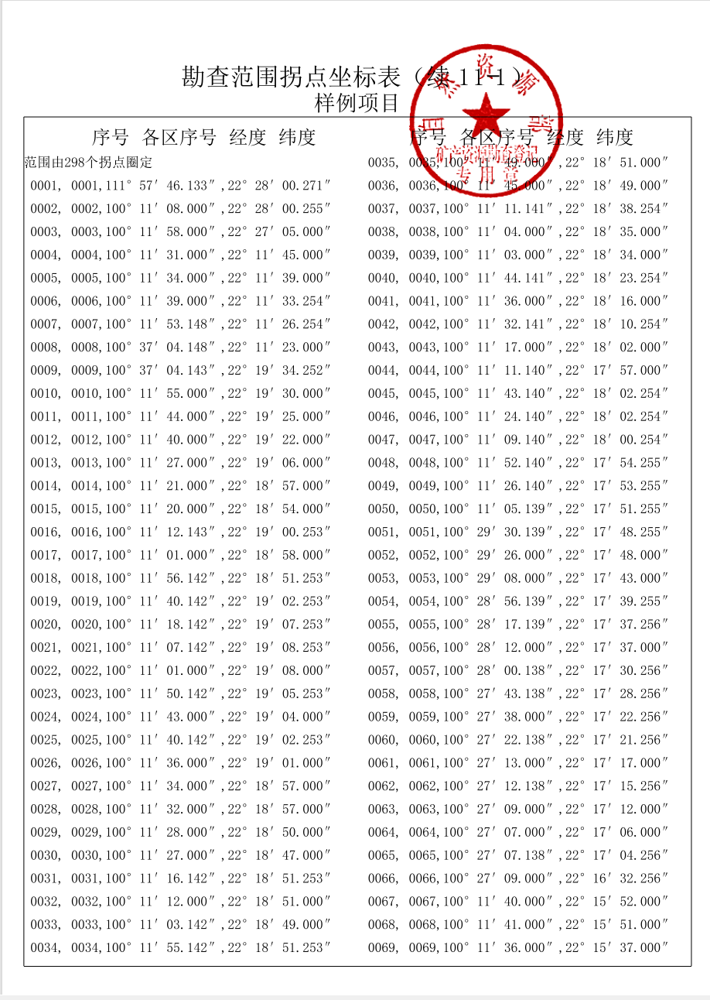 勘查范围拐点坐标表（续 11-1）
样例项目
自然资源部
矿产资源勘查登记
专用章
序号 各区序号 经度 纬度
范围由298个拐点圈定
0001, 0001,111° 57′ 46.133″,22° 28′ 00.271″
0002, 0002,100° 11′ 08.000″,22° 28′ 00.255″
0003, 0003,100° 11′ 58.000″,22° 27′ 05.000″
0004, 0004,100° 11′ 31.000″,22° 11′ 45.000″
0005, 0005,100° 11′ 34.000″,22° 11′ 39.000″
0006, 0006,100° 11′ 39.000″,22° 11′ 33.254″
0007, 0007,100° 11′ 53.148″,22° 11′ 26.254″
0008, 0008,100° 37′ 04.148″,22° 11′ 23.000″
0009, 0009,100° 37′ 04.143″,22° 19′ 34.252″
0010, 0010,100° 11′ 55.000″,22° 19′ 30.000″
0011, 0011,100° 11′ 44.000″,22° 19′ 25.000″
0012, 0012,100° 11′ 40.000″,22° 19′ 22.000″
0013, 0013,100° 11′ 27.000″,22° 19′ 06.000″
0014, 0014,100° 11′ 21.000″,22° 18′ 57.000″
0015, 0015,100° 11′ 20.000″,22° 18′ 54.000″
0016, 0016,100° 11′ 12.143″,22° 19′ 00.253″
0017, 0017,100° 11′ 01.000″,22° 18′ 58.000″
0018, 0018,100° 11′ 56.142″,22° 18′ 51.253″
0019, 0019,100° 11′ 40.142″,22° 19′ 02.253″
0020, 0020,100° 11′ 18.142″,22° 19′ 07.253″
0021, 0021,100° 11′ 07.142″,22° 19′ 08.253″
0022, 0022,100° 11′ 01.000″,22° 19′ 08.000″
0023, 0023,100° 11′ 50.142″,22° 19′ 05.253″
0024, 0024,100° 11′ 43.000″,22° 19′ 04.000″
0025, 0025,100° 11′ 40.142″,22° 19′ 02.253″
0026, 0026,100° 11′ 36.000″,22° 19′ 01.000″
0027, 0027,100° 11′ 34.000″,22° 18′ 57.000″
0028, 0028,100° 11′ 32.000″,22° 18′ 57.000″
0029, 0029,100° 11′ 28.000″,22° 18′ 50.000″
0030, 0030,100° 11′ 27.000″,22° 18′ 47.000″
0031, 0031,100° 11′ 16.142″,22° 18′ 51.253″
0032, 0032,100° 11′ 12.000″,22° 18′ 51.000″
0033, 0033,100° 11′ 03.142″,22° 18′ 49.000″
0034, 0034,100° 11′ 55.142″,22° 18′ 51.253″
序号 各区序号 经度 纬度
0035, 0035,100° 11′ 49.000″,22° 18′ 51.000″
0036, 0036,100° 11′ 45.000″,22° 18′ 49.000″
0037, 0037,100° 11′ 11.141″,22° 18′ 38.254″
0038, 0038,100° 11′ 04.000″,22° 18′ 35.000″
0039, 0039,100° 11′ 03.000″,22° 18′ 34.000″
0040, 0040,100° 11′ 44.141″,22° 18′ 23.254″
0041, 0041,100° 11′ 36.000″,22° 18′ 16.000″
0042, 0042,100° 11′ 32.141″,22° 18′ 10.254″
0043, 0043,100° 11′ 17.000″,22° 18′ 02.000″
0044, 0044,100° 11′ 11.140″,22° 17′ 57.000″
0045, 0045,100° 11′ 43.140″,22° 18′ 02.254″
0046, 0046,100° 11′ 24.140″,22° 18′ 02.254″
0047, 0047,100° 11′ 09.140″,22° 18′ 00.254″
0048, 0048,100° 11′ 52.140″,22° 17′ 54.255″
0049, 0049,100° 11′ 26.140″,22° 17′ 53.255″
0050, 0050,100° 11′ 05.139″,22° 17′ 51.255″
0051, 0051,100° 29′ 30.139″,22° 17′ 48.255″
0052, 0052,100° 29′ 26.000″,22° 17′ 48.000″
0053, 0053,100° 29′ 08.000″,22° 17′ 43.000″
0054, 0054,100° 28′ 56.139″,22° 17′ 39.255″
0055, 0055,100° 28′ 17.139″,22° 17′ 37.256″
0056, 0056,100° 28′ 12.000″,22° 17′ 37.000″
0057, 0057,100° 28′ 00.138″,22° 17′ 30.256″
0058, 0058,100° 27′ 43.138″,22° 17′ 28.256″
0059, 0059,100° 27′ 38.000″,22° 17′ 22.256″
0060, 0060,100° 27′ 22.138″,22° 17′ 21.256″
0061, 0061,100° 27′ 13.000″,22° 17′ 17.000″
0062, 0062,100° 27′ 12.138″,22° 17′ 15.256″
0063, 0063,100° 27′ 09.000″,22° 17′ 12.000″
0064, 0064,100° 27′ 07.000″,22° 17′ 06.000″
0065, 0065,100° 27′ 07.138″,22° 17′ 04.256″
0066, 0066,100° 27′ 09.000″,22° 16′ 32.256″
0067, 0067,100° 11′ 40.000″,22° 15′ 52.000″
0068, 0068,100° 11′ 41.000″,22° 15′ 51.000″
0069, 0069,100° 11′ 36.000″,22° 15′ 37.000″